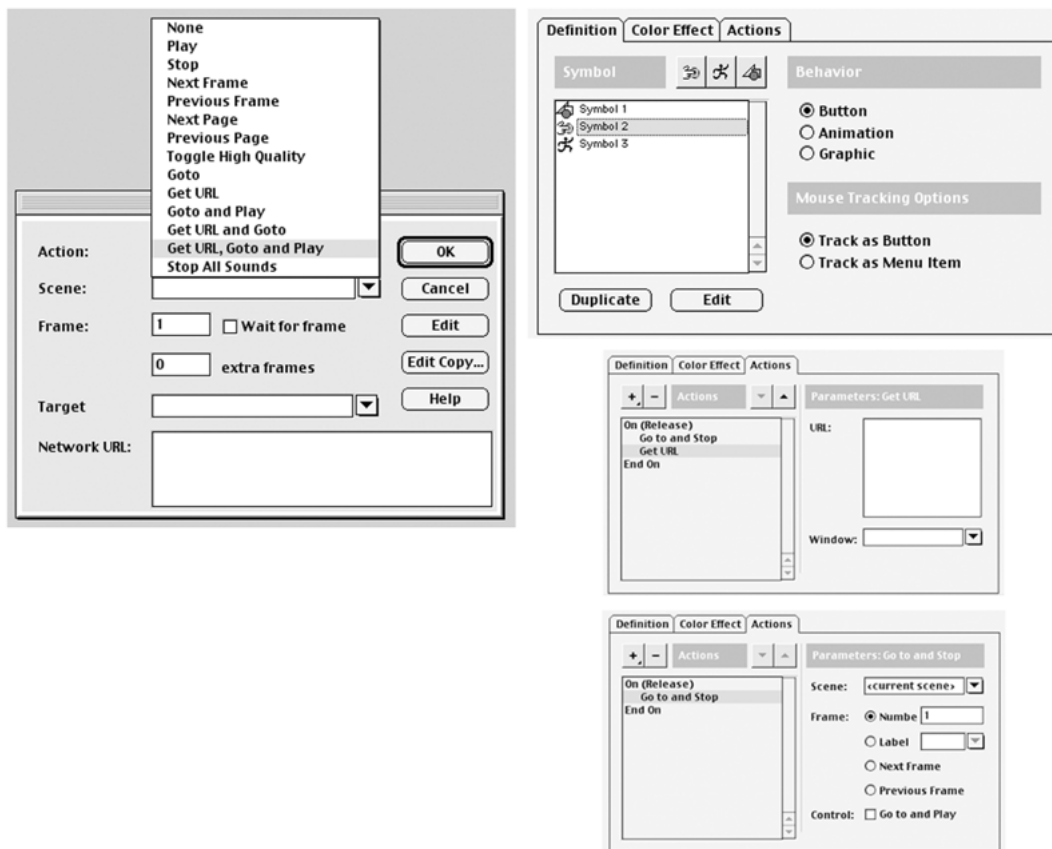 None
Play
Stop
Next Frame
Previous Frame
Next Page
Previous Page
Toggle High Quality
Goto
Get URL
Goto and Play
Get URL and Goto
Get URL, Goto and Play
Stop All Sounds
Action:
OK
Scene:
Cancel
Frame:
1
Wait for frame
Edit
0
extra frames
Edit Copy...
Target
Help
Network URL:
Definition
Color Effect
Actions
Symbol
Symbol 1
Symbol 2
Symbol 3
Duplicate
Edit
Behavior
Button
Animation
Graphic
Mouse Tracking Options
Track as Button
Track as Menu Item
Definition
Color Effect
Actions
+
-
Actions
On (Release)
Go to and Stop
Get URL
End On
Parameters: Get URL
URL:
Window:
Definition
Color Effect
Actions
+
-
Actions
On (Release)
Go to and Stop
End On
Parameters: Go to and Stop
Scene:
<current scene>
Frame:
Numbe
1
Label
Next Frame
Previous Frame
Control:
Go to and Play